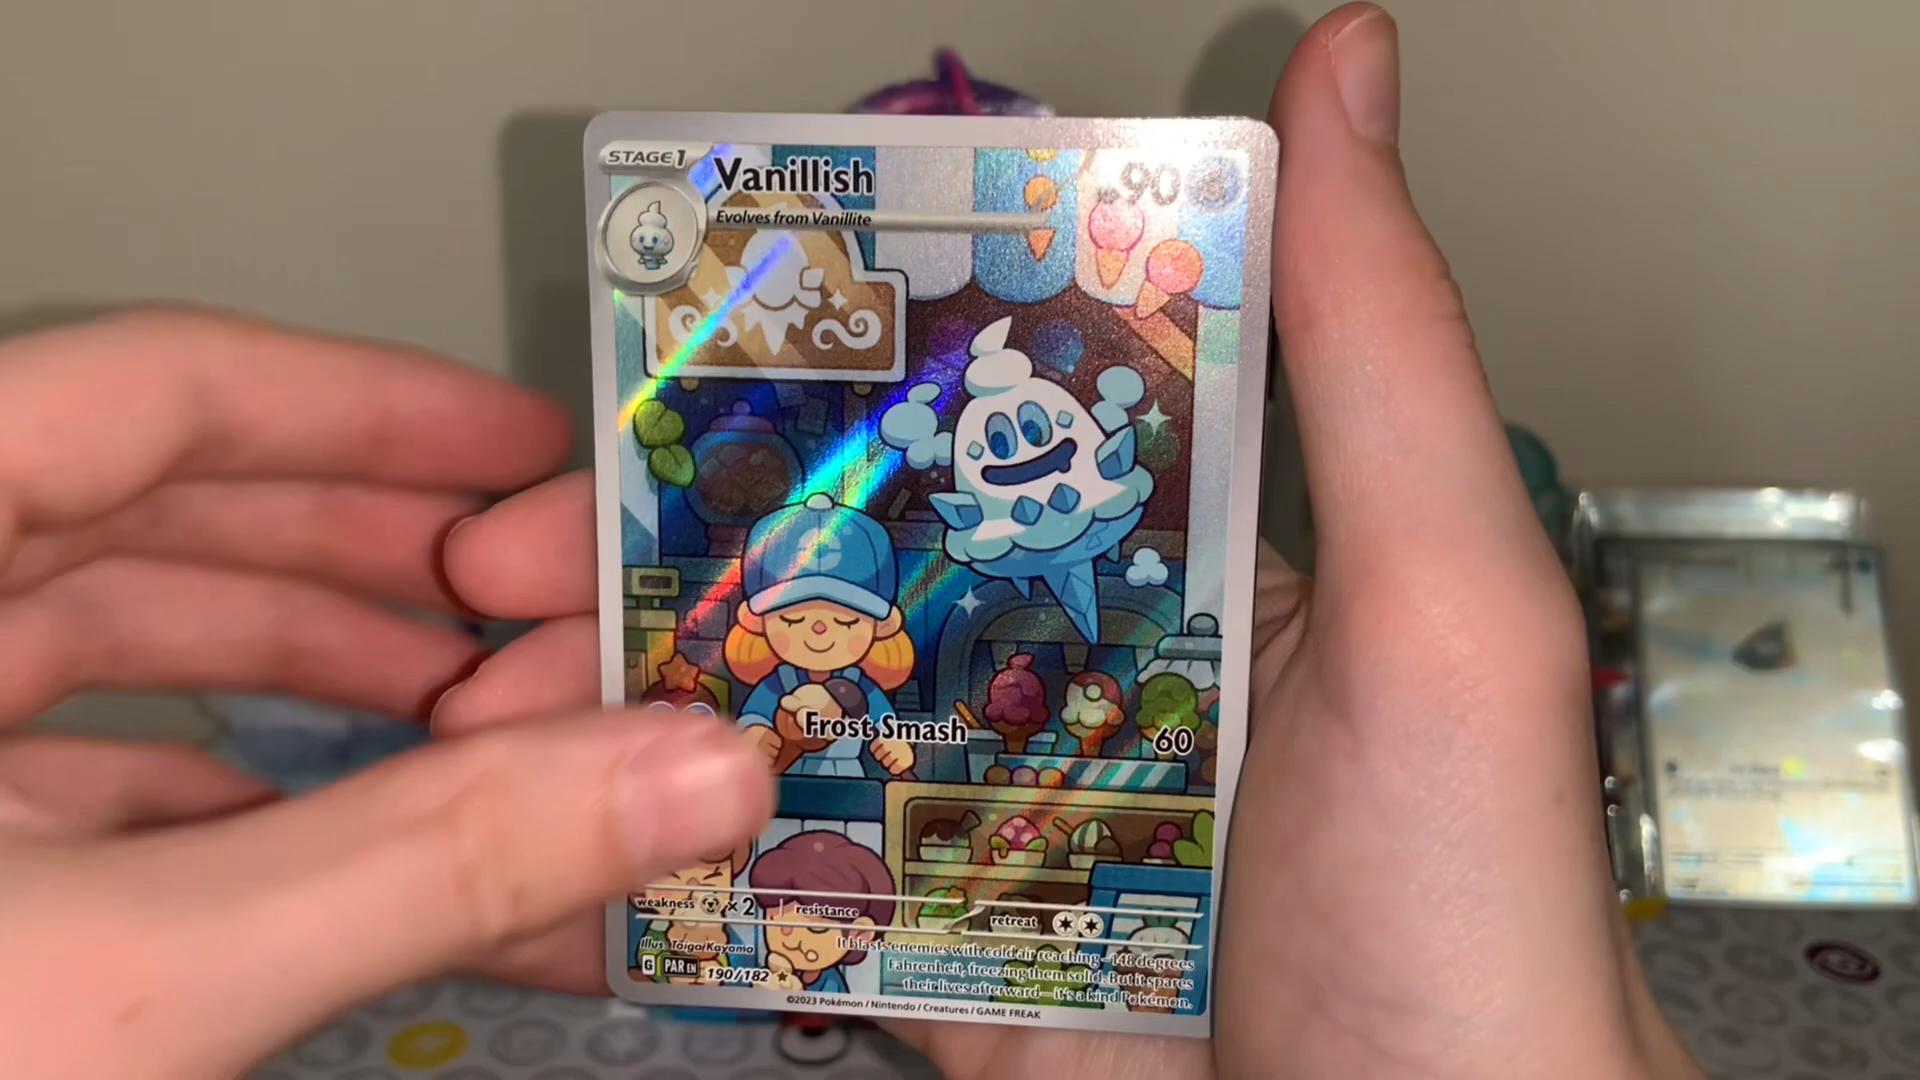 STAGE 1
Vanillish
90
Evolves from Vanillite
Frost Smash
60
weakness ×2
resistance
retreat
Illus. Taiga Kayama
It blasts enemies with cold air reaching -148 degrees
Fahrenheit, freezing them solid. But it spares
their lives afterward—it's a kind Pokémon.
G PAR EN 190/182
©2023 Pokémon / Nintendo / Creatures / GAME FREAK